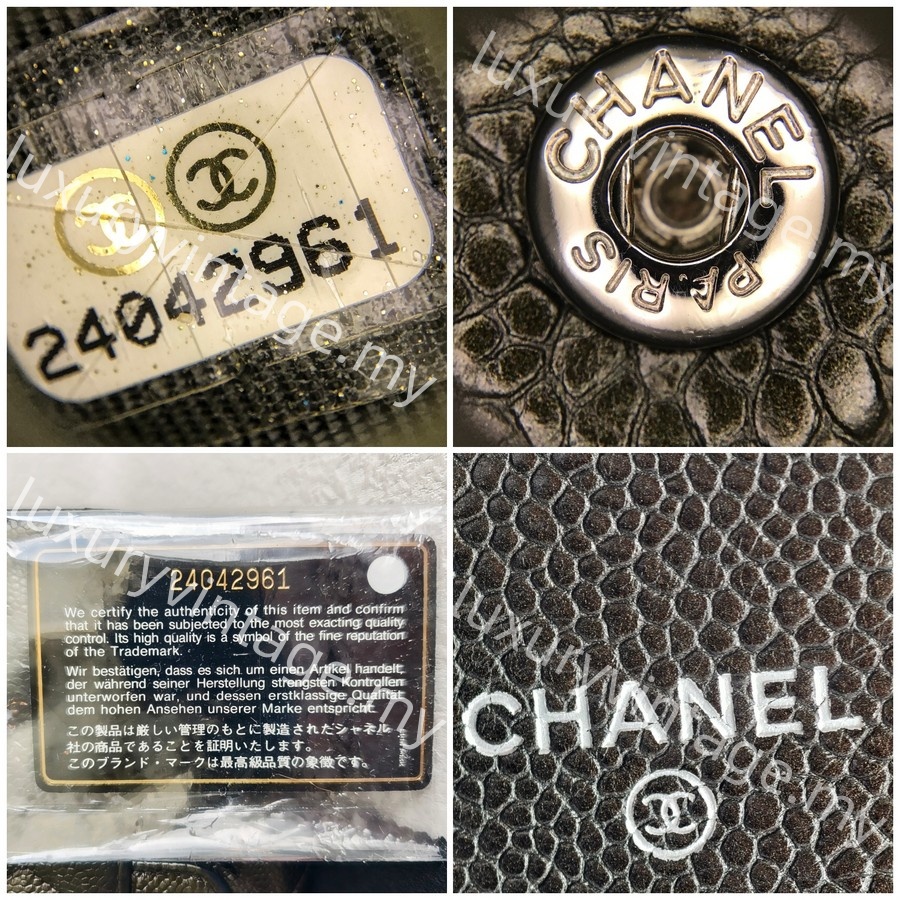 24042961
CHANEL
PARIS
24042961
We certify the authenticity of this item and confirm
that it has been subjected to the most exacting quality
control. Its high quality is a symbol of the fine reputation
of the Trademark.
Wir bestätigen, dass es sich um einen Artikel handelt,
der während seiner Herstellung strengsten Kontrollen
unterworfen war, und dessen erstklassige Qualität
dem hohen Ansehen unserer Marke entspricht.
この製品は厳しい管理のもとに製造されたシャネル
社の商品であることを証明いたします。
このブランド・マークは最高級品質の象徴です。
CHANEL
luxuryvintage.my
luxuryvintage.my
luxuryvintage.my
luxuryvintage.my